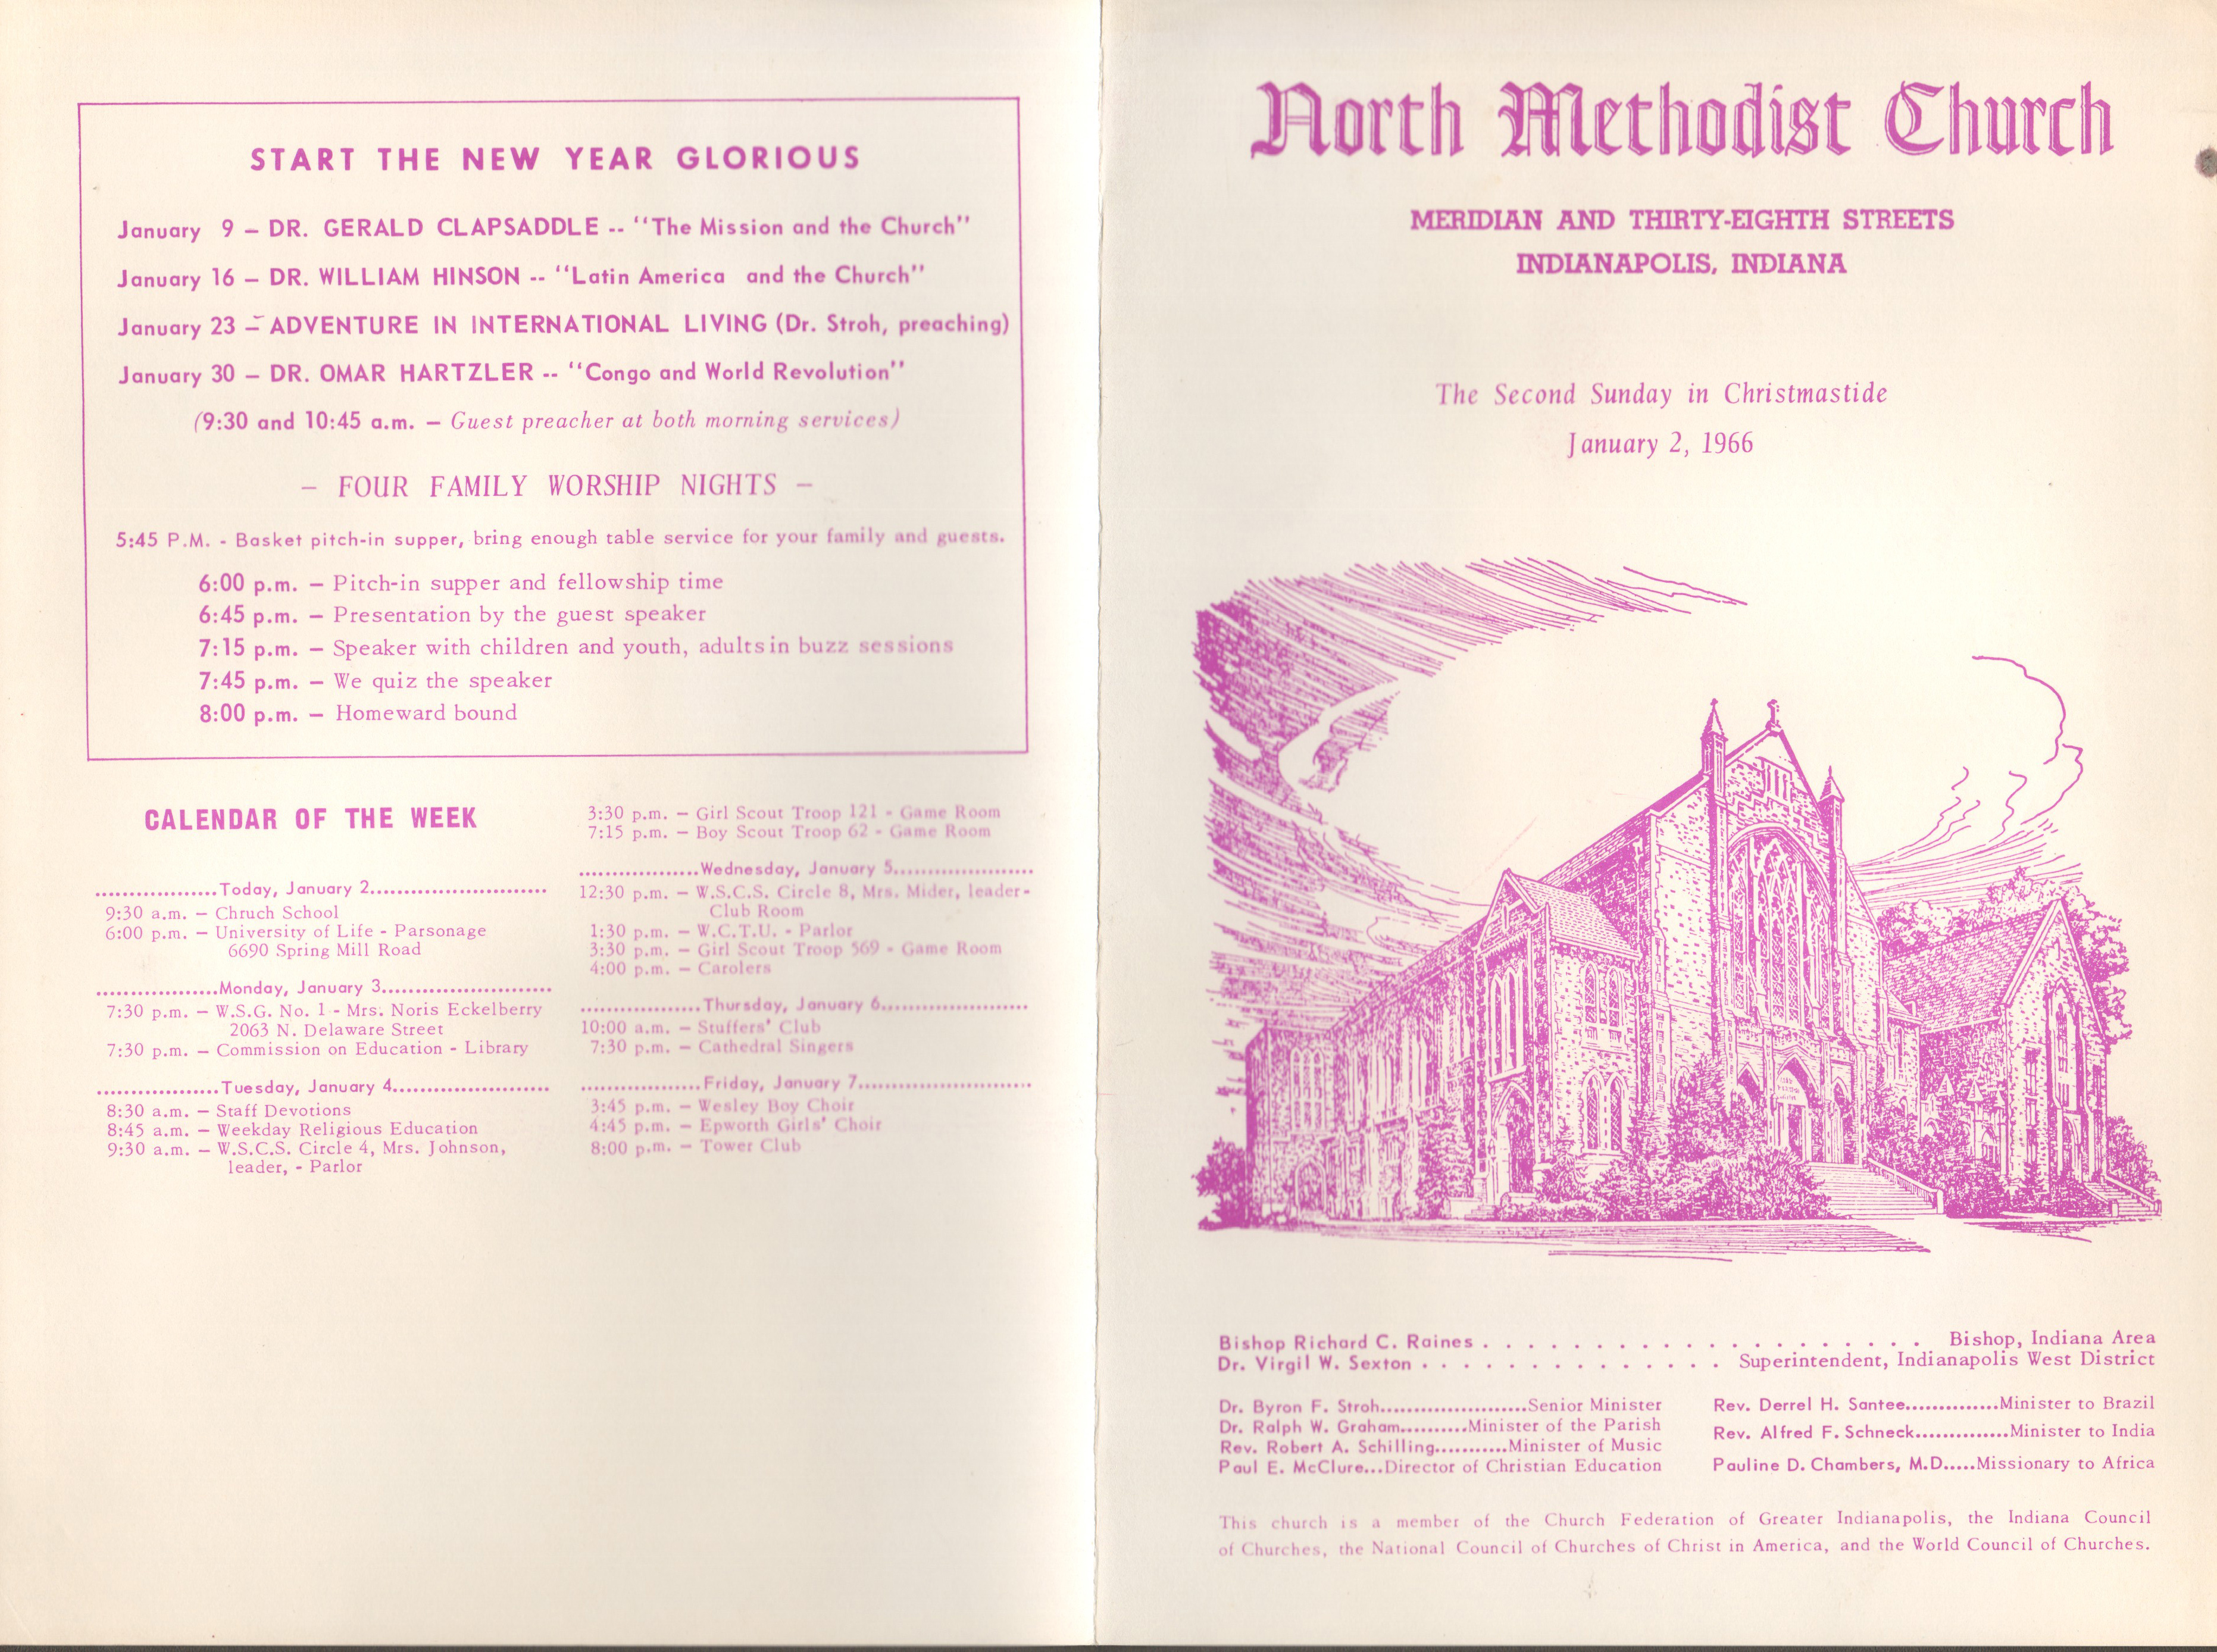 START THE NEW YEAR GLORIOUS
January 9 – DR. GERALD CLAPSADDLE -- "The Mission and the Church"
January 16 – DR. WILLIAM HINSON -- "Latin America and the Church"
January 23 – ADVENTURE IN INTERNATIONAL LIVING (Dr. Stroh, preaching)
January 30 – DR. OMAR HARTZLER -- "Congo and World Revolution"
(9:30 and 10:45 a.m. – Guest preacher at both morning services)
– FOUR FAMILY WORSHIP NIGHTS –
5:45 P.M. - Basket pitch-in supper, bring enough table service for your family and guests.
6:00 p.m. – Pitch-in supper and fellowship time
6:45 p.m. – Presentation by the guest speaker
7:15 p.m. – Speaker with children and youth, adults in buzz sessions
7:45 p.m. – We quiz the speaker
8:00 p.m. – Homeward bound
CALENDAR OF THE WEEK
..................Today, January 2..........................
9:30 a.m. – Chruch School
6:00 p.m. – University of Life - Parsonage
6690 Spring Mill Road
..................Monday, January 3.........................
7:30 p.m. – W.S.G. No. 1 - Mrs. Noris Eckelberry
2063 N. Delaware Street
7:30 p.m. – Commission on Education - Library
..................Tuesday, January 4.......................
8:30 a.m. – Staff Devotions
8:45 a.m. – Weekday Religious Education
9:30 a.m. – W.S.C.S. Circle 4, Mrs. Johnson,
leader, - Parlor
3:30 p.m. – Girl Scout Troop 121 - Game Room
7:15 p.m. – Boy Scout Troop 62 - Game Room
..................Wednesday, January 5.....................
12:30 p.m. – W.S.C.S. Circle 8, Mrs. Mider, leader-
Club Room
1:30 p.m. – W.C.T.U. - Parlor
3:30 p.m. – Girl Scout Troop 569 - Game Room
4:00 p.m. – Carolers
..................Thursday, January 6......................
10:00 a.m. – Stuffers' Club
7:30 p.m. – Cathedral Singers
..................Friday, January 7.........................
3:45 p.m. – Wesley Boy Choir
4:45 p.m. – Epworth Girls' Choir
8:00 p.m. – Tower Club
North Methodist Church
MERIDIAN AND THIRTY-EIGHTH STREETS
INDIANAPOLIS, INDIANA
The Second Sunday in Christmastide
January 2, 1966
Bishop Richard C. Raines . . . . . . . . . . . . . . . . . . . . Bishop, Indiana Area
Dr. Virgil W. Sexton . . . . . . . . . . . . . . Superintendent, Indianapolis West District
Dr. Byron F. Stroh......................Senior Minister
Dr. Ralph W. Graham..........Minister of the Parish
Rev. Robert A. Schilling...........Minister of Music
Paul E. McClure...Director of Christian Education
Rev. Derrel H. Santee..............Minister to Brazil
Rev. Alfred F. Schneck..............Minister to India
Pauline D. Chambers, M.D.....Missionary to Africa
This church is a member of the Church Federation of Greater Indianapolis, the Indiana Council
of Churches, the National Council of Churches of Christ in America, and the World Council of Churches.